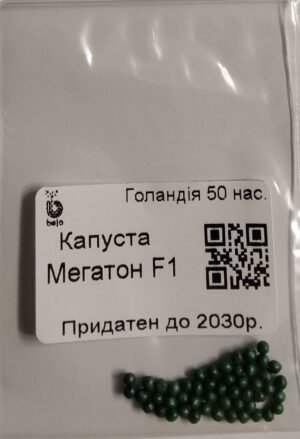 Голандія 50 нас.
bejo
Капуста
Мегатон F1
Придатен до 2030р.